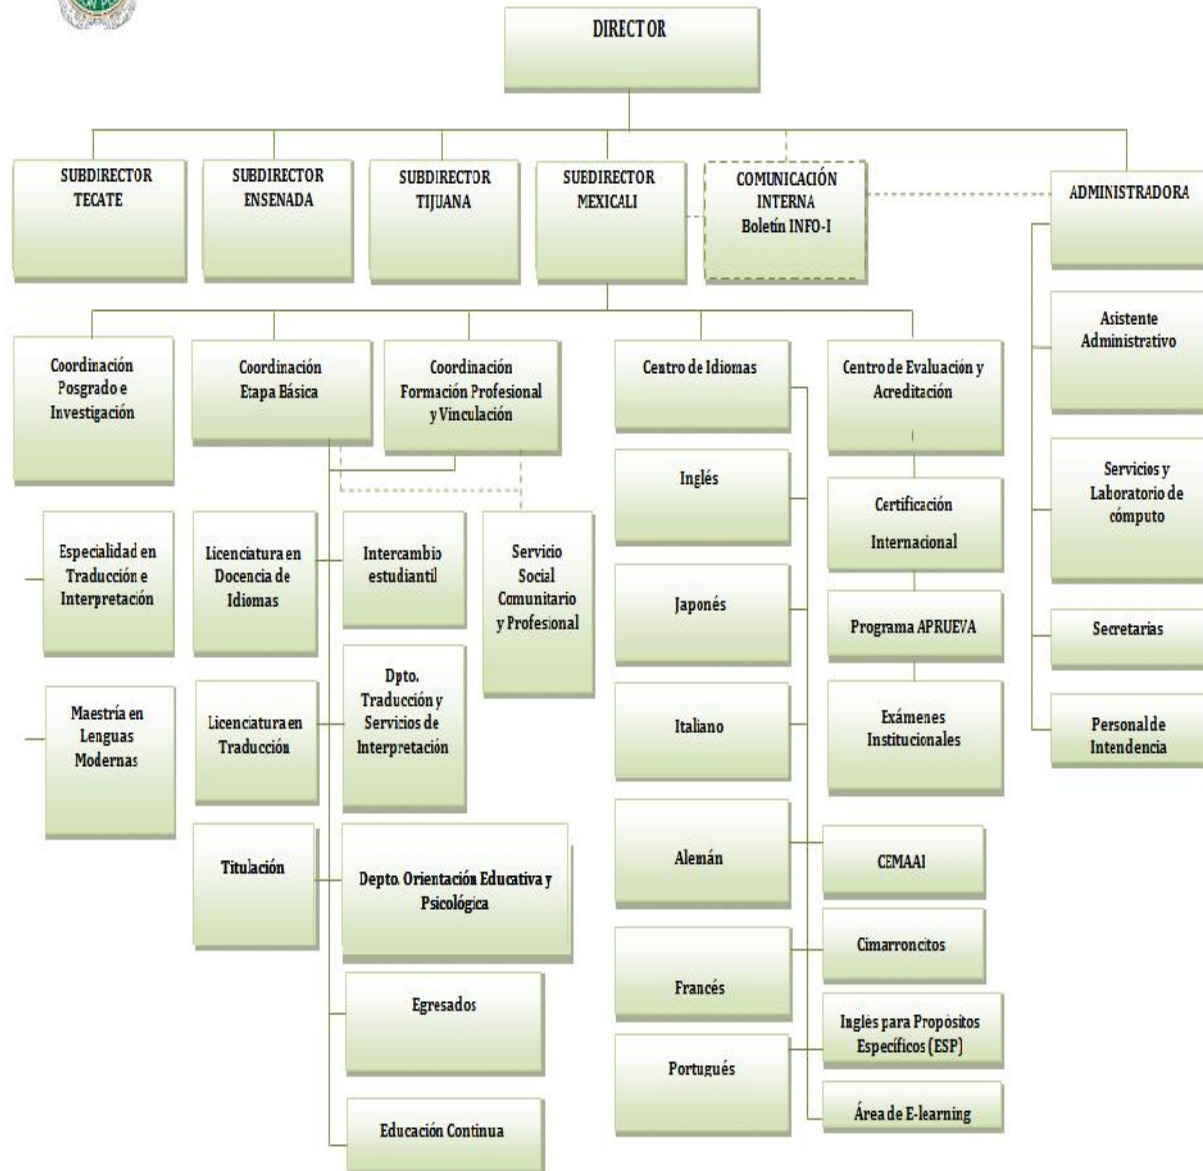 DIRECTOR
SUBDIRECTOR
TECATE
SUBDIRECTOR
ENSENADA
SUBDIRECTOR
TIJUANA
SUBDIRECTOR
MEXICALI
COMUNICACIÓN
INTERNA
Boletín INFO-I
ADMINISTRADORA
Coordinación
Posgrado e
Investigación
Coordinación
Etapa Básica
Coordinación
Formación Profesional
y Vinculación
Centro de Idiomas
Centro de Evaluación y
Acreditación
Asistente
Administrativo
Inglés
Certificación
Internacional
Servicios y
Laboratorio de
cómputo
Especialidad en
Traducción e
Interpretación
Licenciatura en
Docencia de
Idiomas
Intercambio
estudiantil
Servicio
Social
Comunitario
y Profesional
Japonés
Programa APRUEVA
Secretarias
Maestría en
Lenguas
Modernas
Licenciatura en
Traducción
Dpto.
Traducción y
Servicios de
Interpretación
Italiano
Exámenes
Institucionales
Personal de
Intendencia
Titulación
Depto. Orientación Educativa y
Psicológica
Alemán
CEMAAI
Cimarroncitos
Egresados
Francés
Inglés para Propósitos
Específicos (ESP)
Portugués
Educación Continua
Área de E-learning